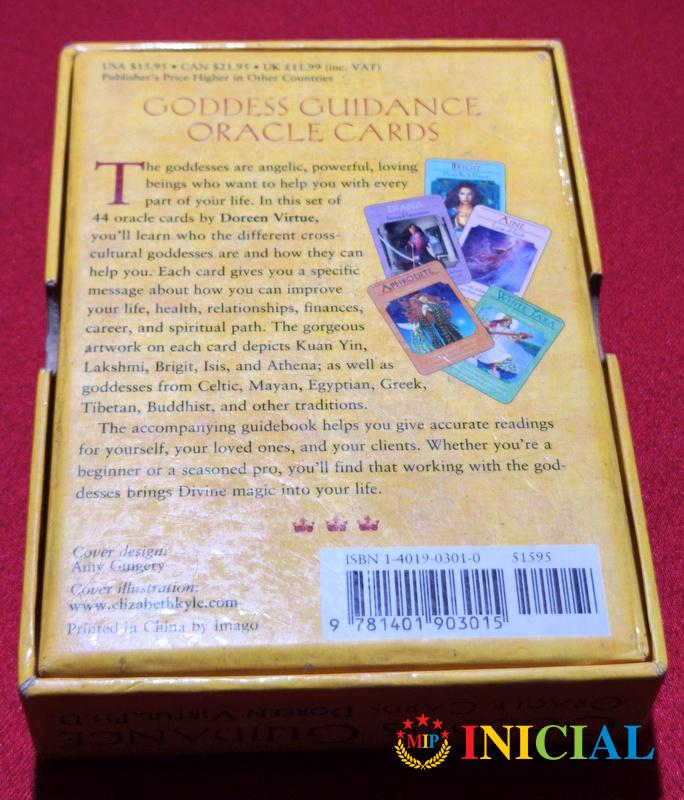 USA $15.95 • CAN $21.95 • UK £11.99 (inc. VAT)
Publisher's Price Higher in Other Countries
GODDESS GUIDANCE
ORACLE CARDS
The goddesses are angelic, powerful, loving
beings who want to help you with every
part of your life. In this set of
44 oracle cards by Doreen Virtue,
you'll learn who the different cross-
cultural goddesses are and how they can
help you. Each card gives you a specific
message about how you can improve
your life, health, relationships, finances,
career, and spiritual path. The gorgeous
artwork on each card depicts Kuan Yin,
Lakshmi, Brigit, Isis, and Athena; as well as
goddesses from Celtic, Mayan, Egyptian, Greek,
Tibetan, Buddhist, and other traditions.
BRIGIT
DIANA
AINE
APHRODITE
WHITE TARA
The accompanying guidebook helps you give accurate readings
for yourself, your loved ones, and your clients. Whether you're a
beginner or a seasoned pro, you'll find that working with the god-
desses brings Divine magic into your life.
Cover design:
Amy Gingery
Cover illustration:
www.elizabethkyle.com
Printed in China by Imago
ISBN 1-4019-0301-0 51595
9 781401 903015
GUIDANCE
ORACLE CARDS DOREEN VIRTUE, PH.D.
MIP INICIAL